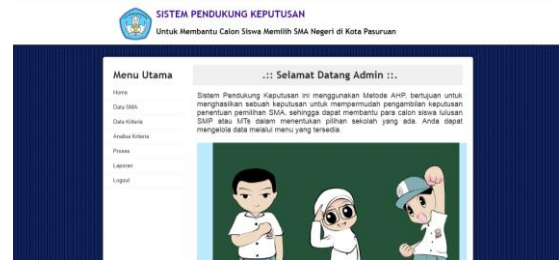 SISTEM PENDUKUNG KEPUTUSAN
Untuk Membantu Calon Siswa Memilih SMA Negeri di Kota Pasuruan
Menu Utama
Home
Data SMA
Data Kriteria
Analisa Kriteria
Proses
Laporan
Logout
.:: Selamat Datang Admin ::.
Sistem Pendukung Keputusan ini menggunakan Metode AHP, bertujuan untuk
menghasilkan sebuah keputusan untuk mempermudah pengambilan keputusan
penentuan pemilihan SMA, sehingga dapat membantu para calon siswa lulusan
SMP atau MTs dalam menentukan pilihan sekolah yang ada. Anda dapat
mengelola data melalui menu yang tersedia.